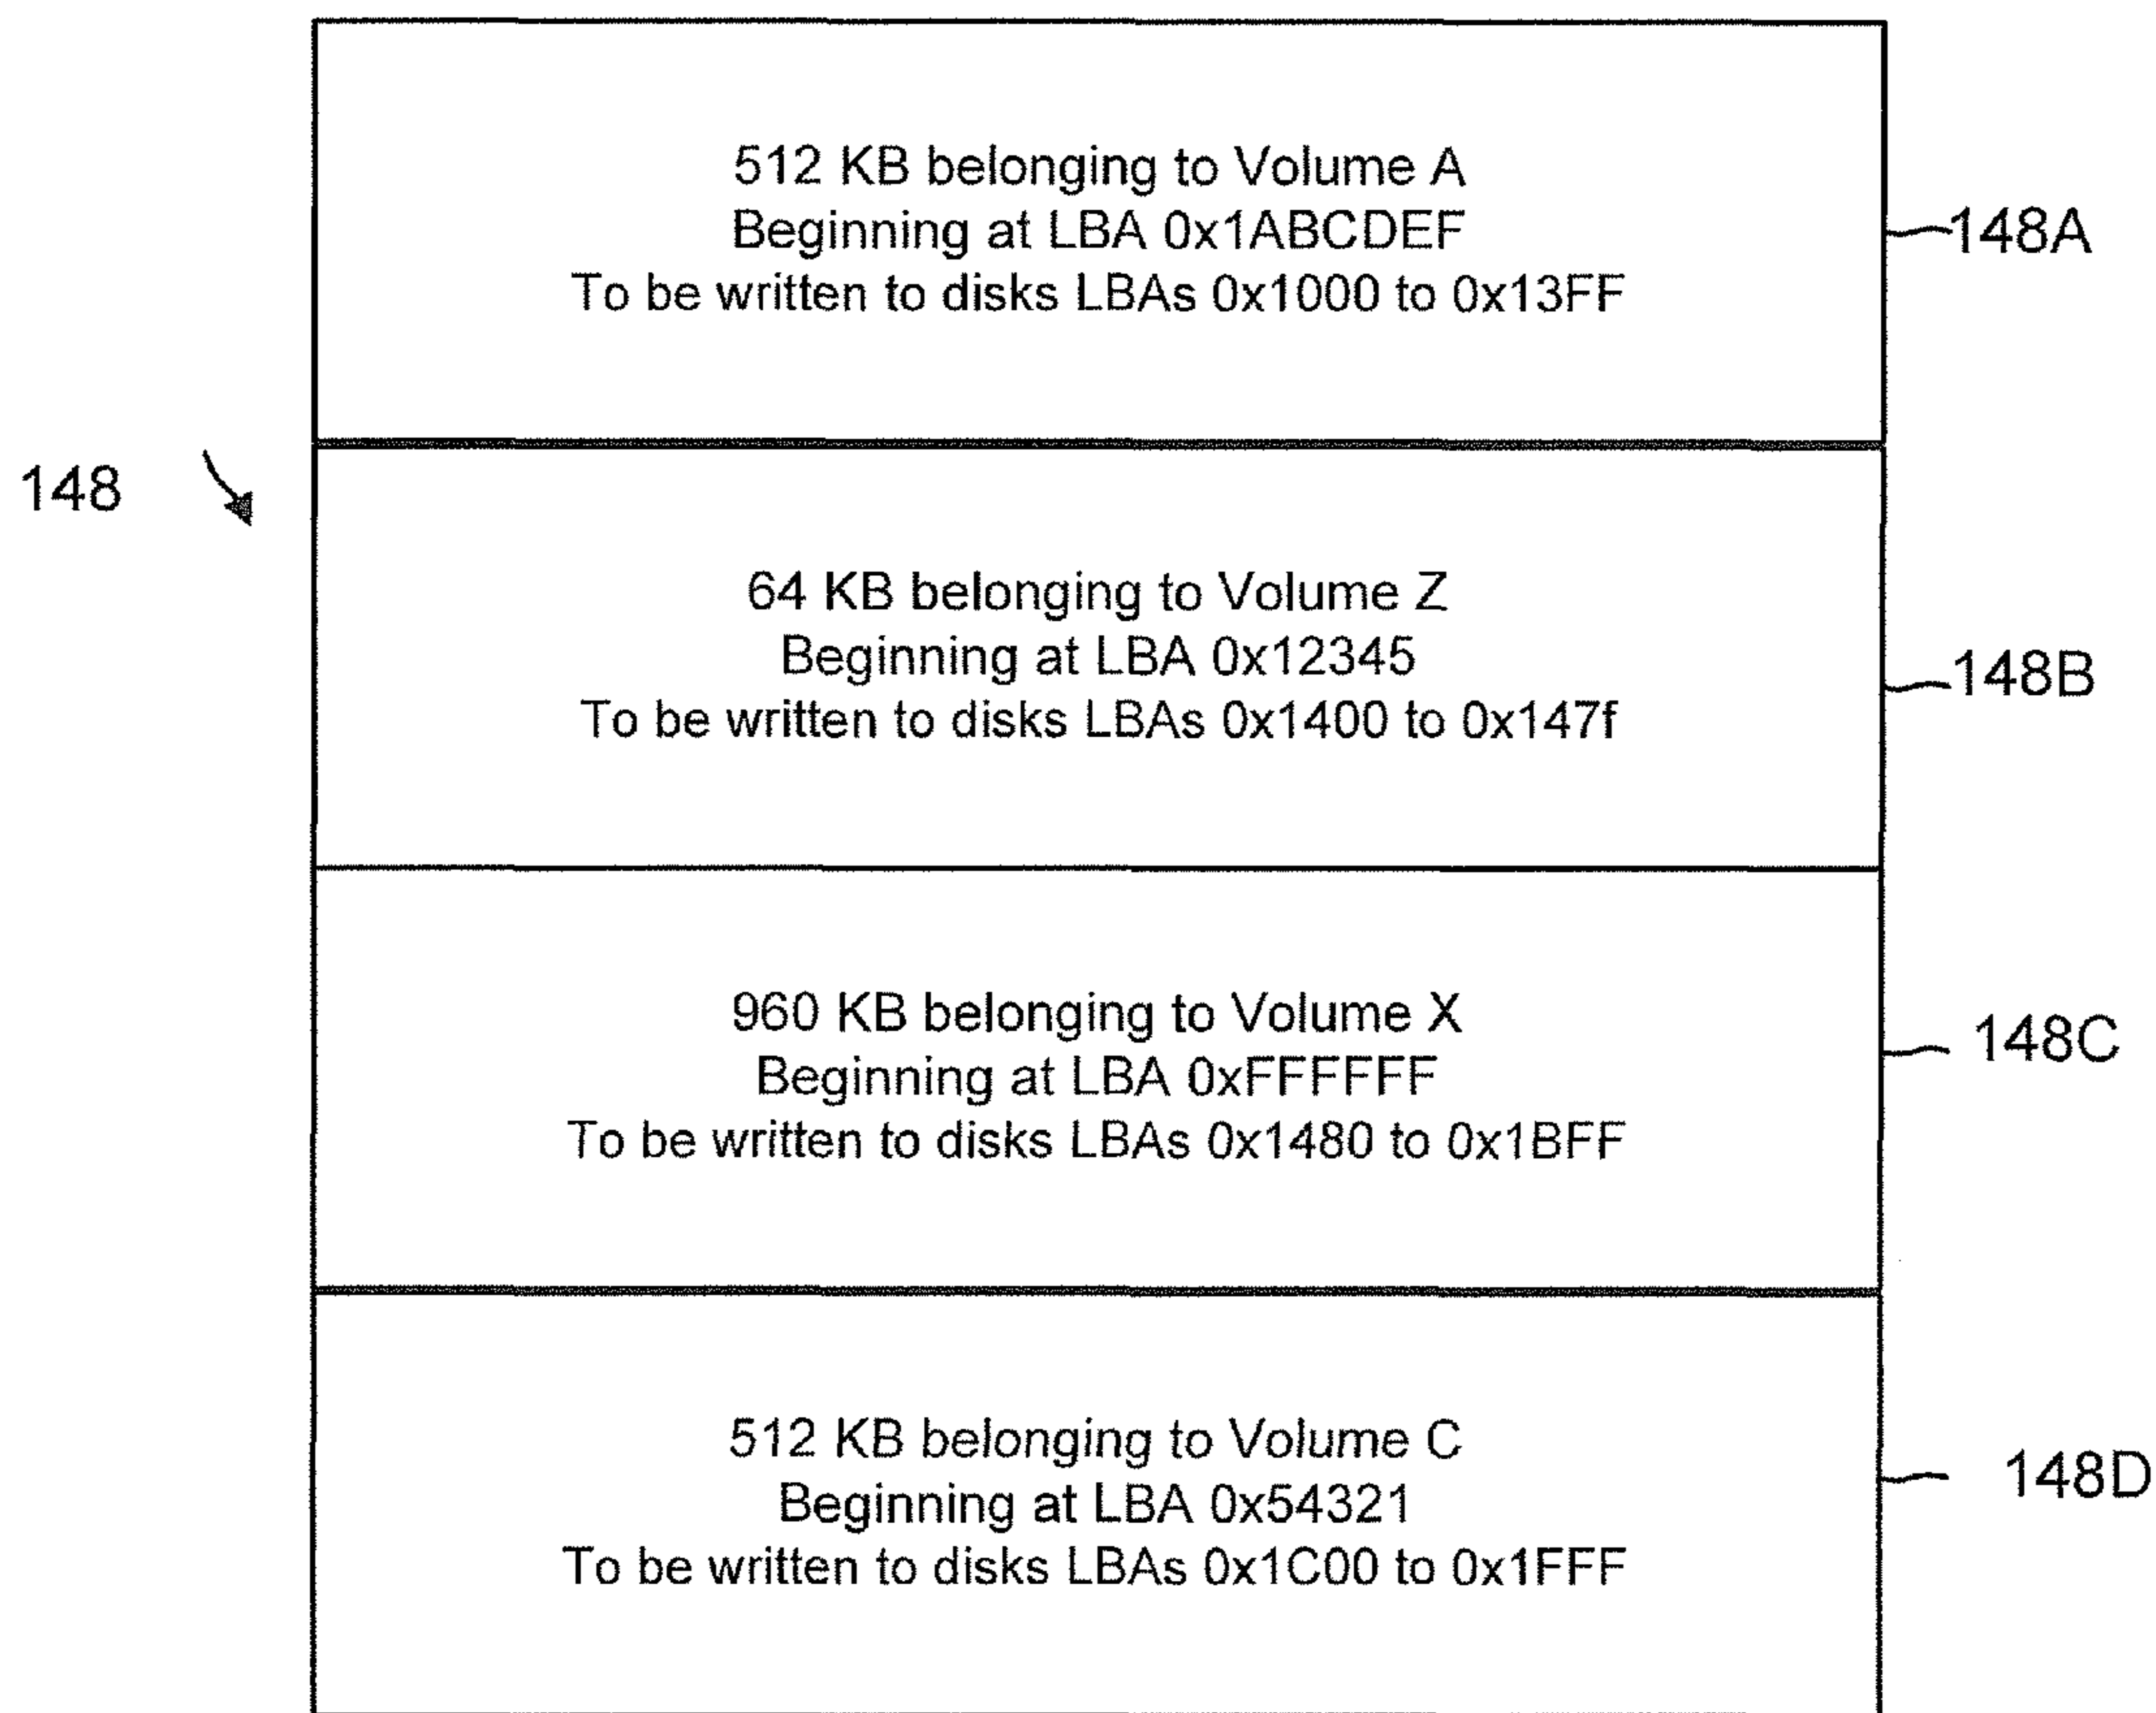 512 KB belonging to Volume A
Beginning at LBA 0x1ABCDEF
To be written to disks LBAs 0x1000 to 0x13FF
148A
148
64 KB belonging to Volume Z
Beginning at LBA 0x12345
To be written to disks LBAs 0x1400 to 0x147f
148B
960 KB belonging to Volume X
Beginning at LBA 0xFFFFFF
To be written to disks LBAs 0x1480 to 0x1BFF
148C
512 KB belonging to Volume C
Beginning at LBA 0x54321
To be written to disks LBAs 0x1C00 to 0x1FFF
148D